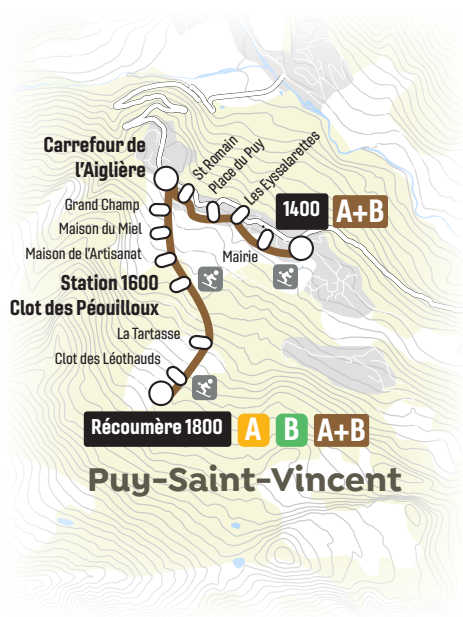 Carrefour de
l'Aiglière
St Romain
Place du Puy
Les Eyssalarettes
Grand Champ
Maison du Miel
Maison de l'Artisanat
1400 A+B
Mairie
Station 1600
Clot des Péouilloux
La Tartasse
Clot des Léothauds
Récoumère 1800 A B A+B
Puy-Saint-Vincent